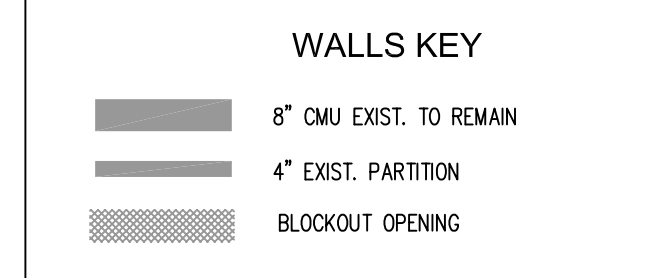 WALLS KEY
8” CMU EXIST. TO REMAIN
4” EXIST. PARTITION
BLOCKOUT OPENING